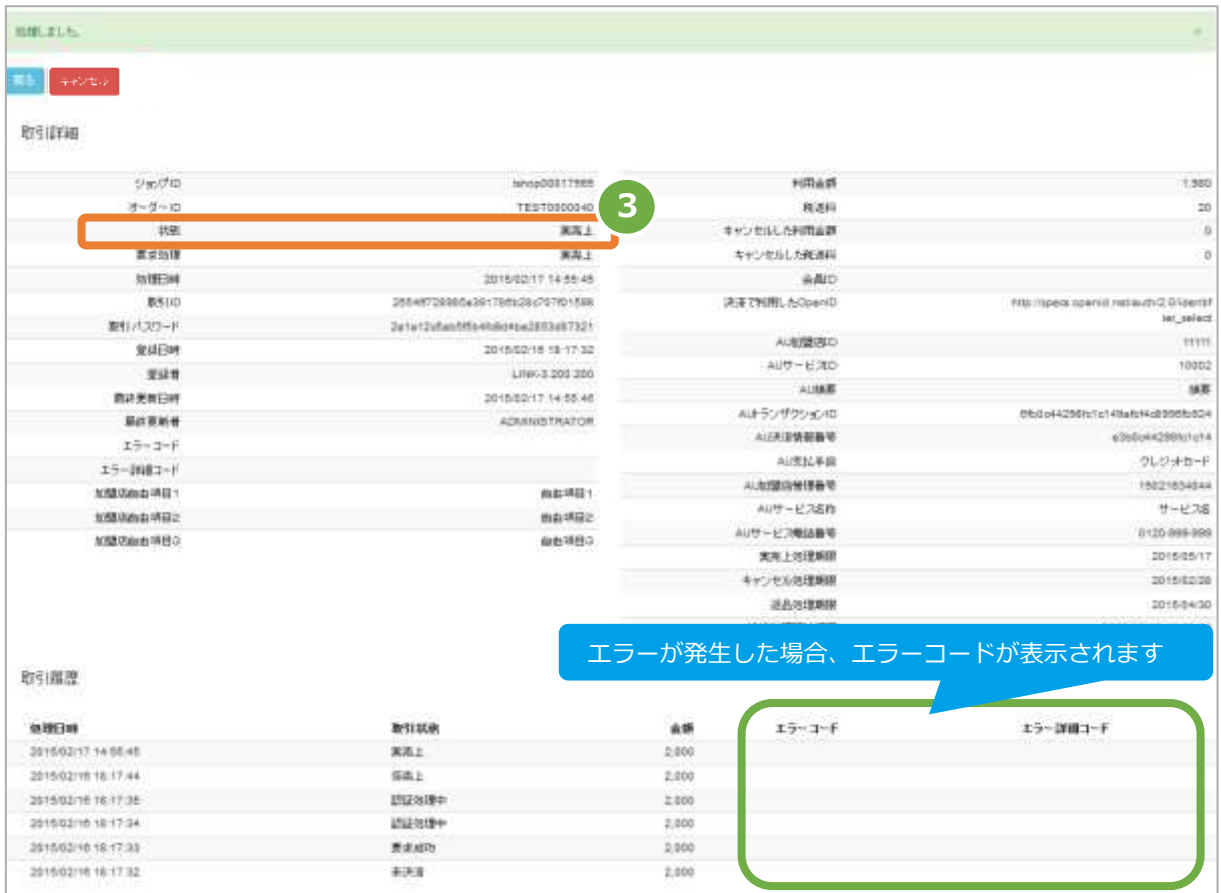 処理しました。
戻る キャンセル
取引詳細
ショップID tshop00017565 利用金額 1,980
オーダーID TEST0000040 税送料 20
3
状態 実売上 キャンセルした利用金額 0
要求処理 実売上 キャンセルした税送料 0
処理日時 2015/02/17 14:55:45 会員ID
取引ID 決済で利用したOpenID
取引パスワード
登録日時 2015/02/16 18:17:32 AU加盟店ID 11111
登録者 LINK-3.200.200 AUサービスID 10002
最終更新日時 2015/02/17 14:55:46 AU摘要 摘要
最終更新者 ADMINISTRATOR AUトランザクションID
エラーコード AU決済情報番号
エラー詳細コード AU支払手段 クレジットカード
加盟店自由項目1 自由項目1 AU加盟店管理番号
加盟店自由項目2 自由項目2 AUサービス名称 サービス名
加盟店自由項目3 自由項目3 AUサービス電話番号 0120-999-999
実売上処理期限 2015/05/17
キャンセル処理期限 2015/02/28
返品処理期限 2015/04/30
エラーが発生した場合、エラーコードが表示されます
取引履歴
処理日時 取引状態 金額 エラーコード エラー詳細コード
2015/02/17 14:55:45 実売上 2,000
2015/02/16 18:17:44 仮売上 2,000
2015/02/16 18:17:35 認証処理中 2,000
2015/02/16 18:17:34 認証処理中 2,000
2015/02/16 18:17:33 要求成功 2,000
2015/02/16 18:17:32 未決済 2,000